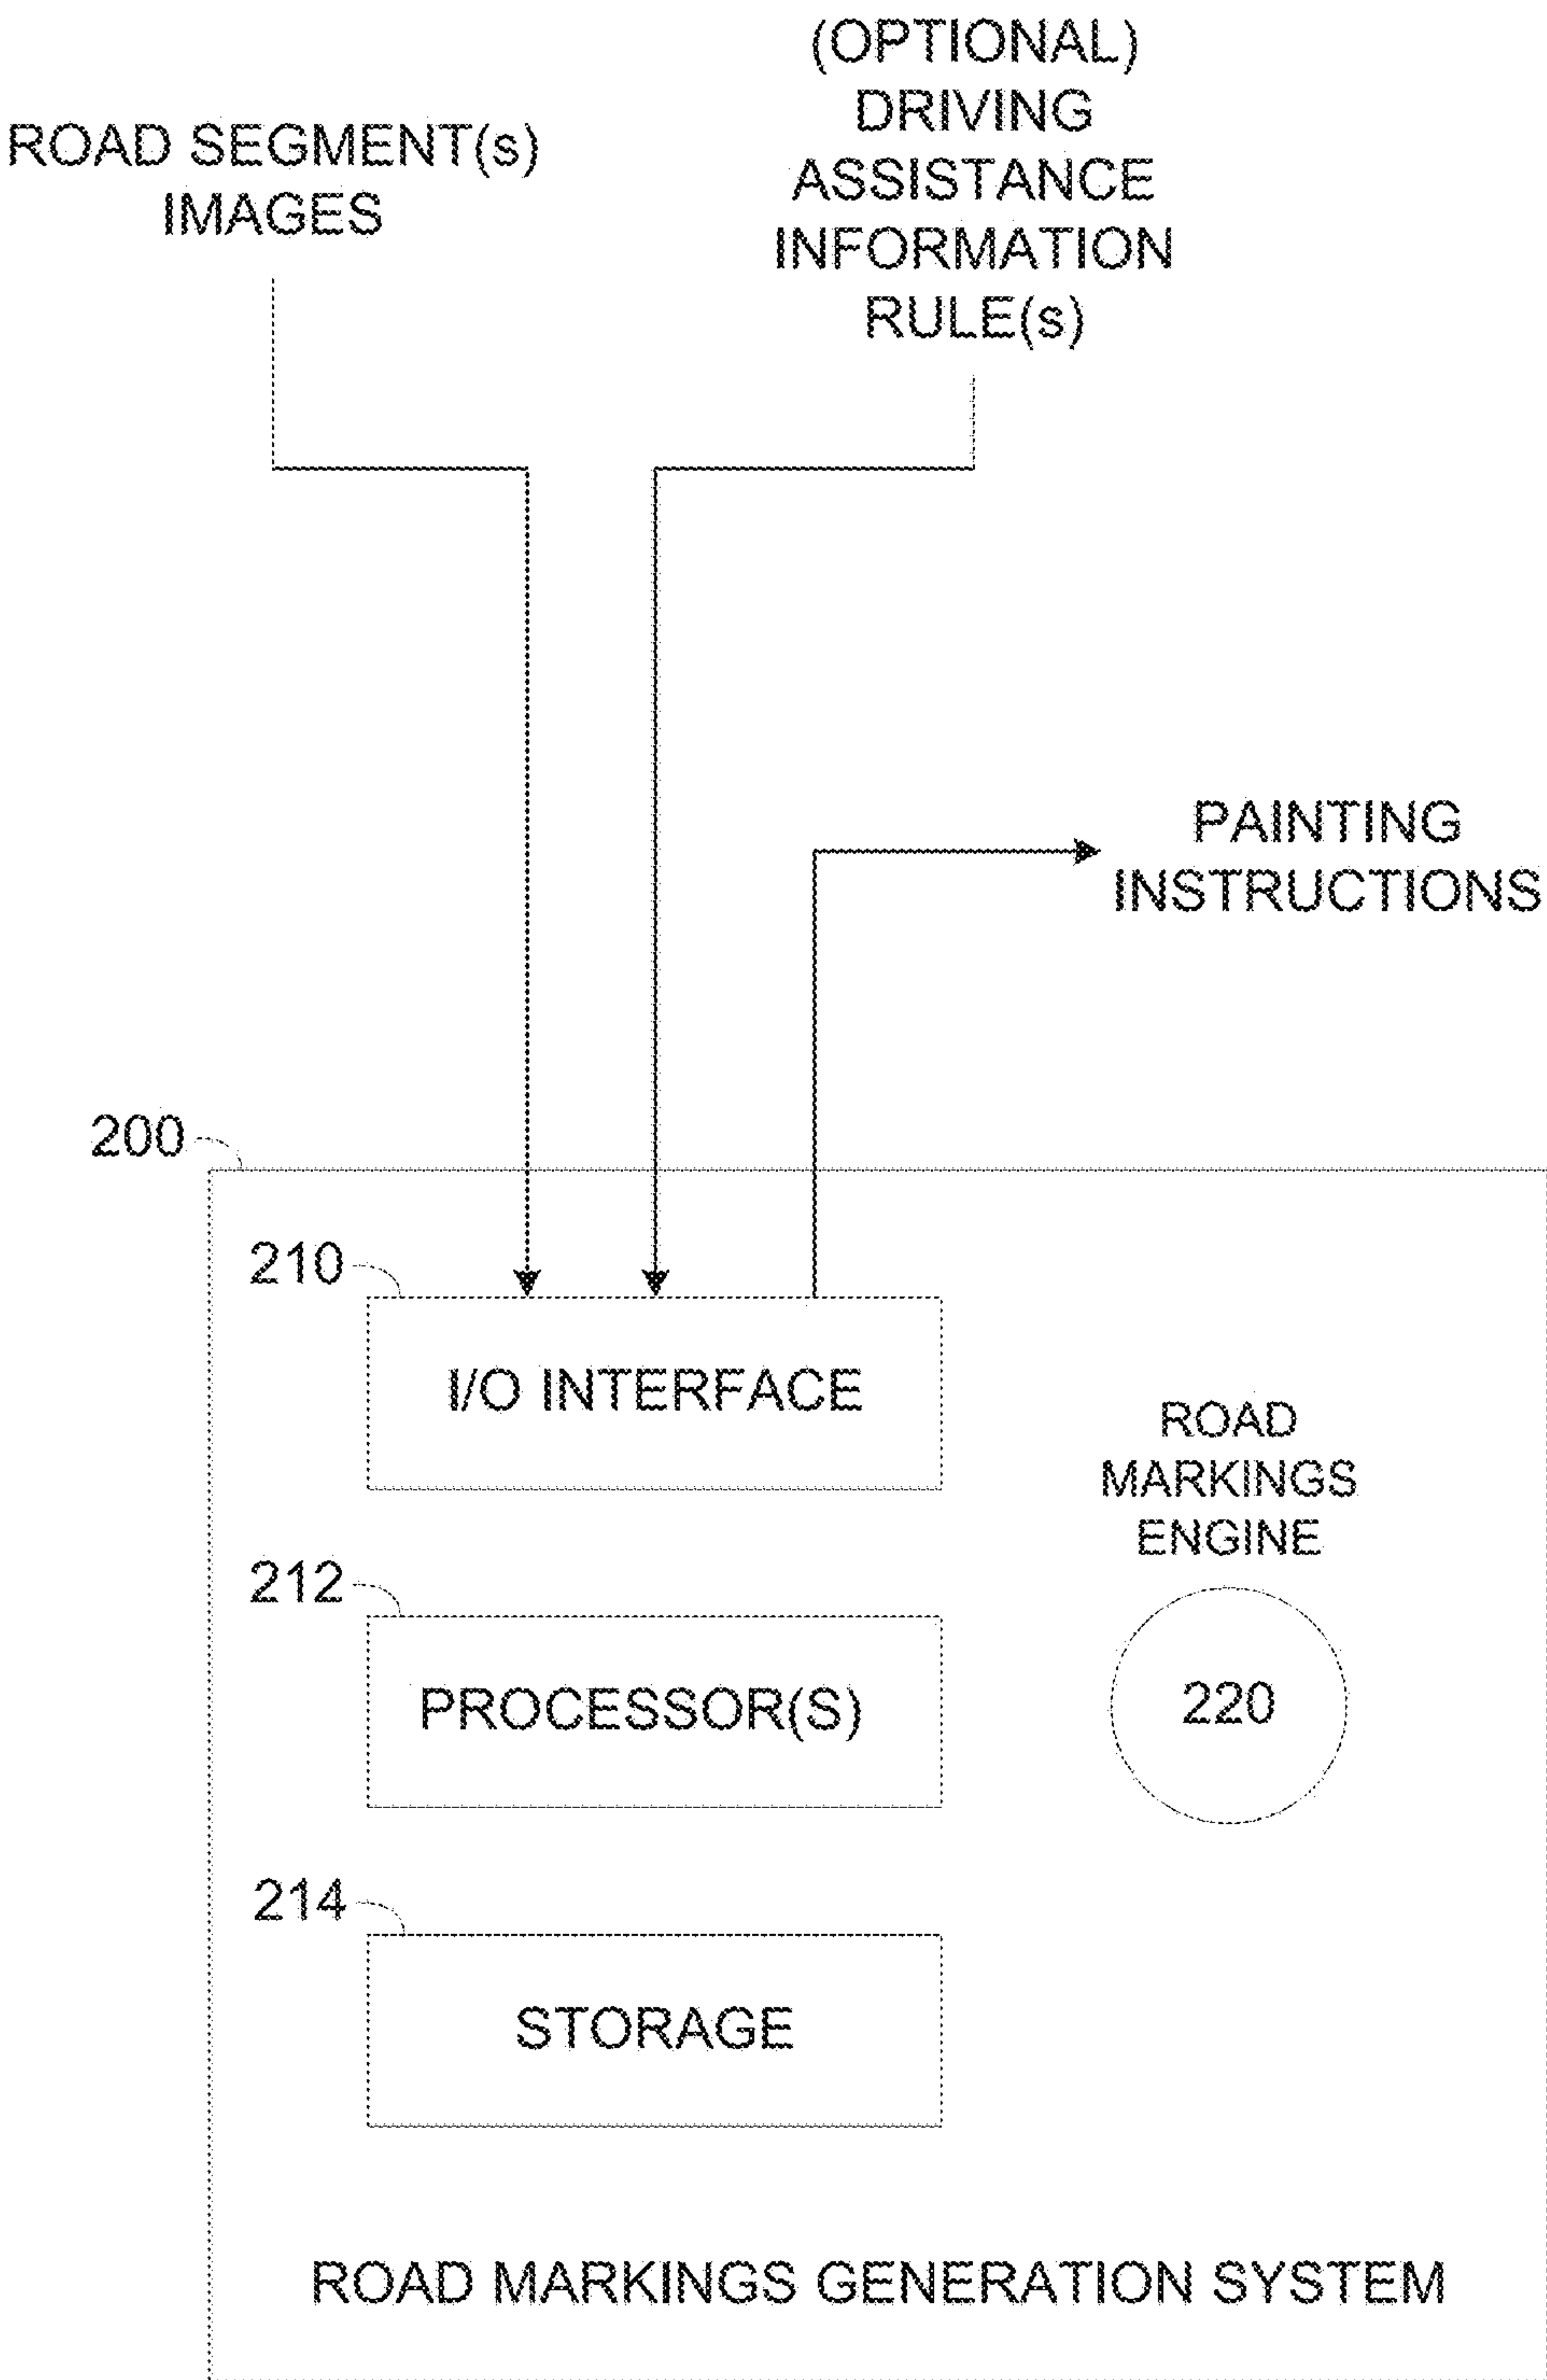 ROAD SEGMENT(s)
IMAGES
(OPTIONAL)
DRIVING
ASSISTANCE
INFORMATION
RULE(s)
PAINTING
INSTRUCTIONS
200
210
I/O INTERFACE
ROAD
MARKINGS
ENGINE
212
PROCESSOR(S)
220
214
STORAGE
ROAD MARKINGS GENERATION SYSTEM